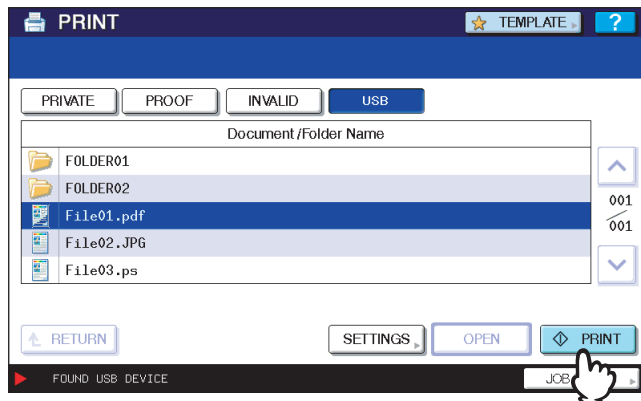 PRINT
TEMPLATE
?
PRIVATE
PROOF
INVALID
USB
Document/Folder Name
FOLDER01
FOLDER02
File01.pdf
File02.JPG
File03.ps
001
001
RETURN
SETTINGS
OPEN
PRINT
FOUND USB DEVICE
JOB